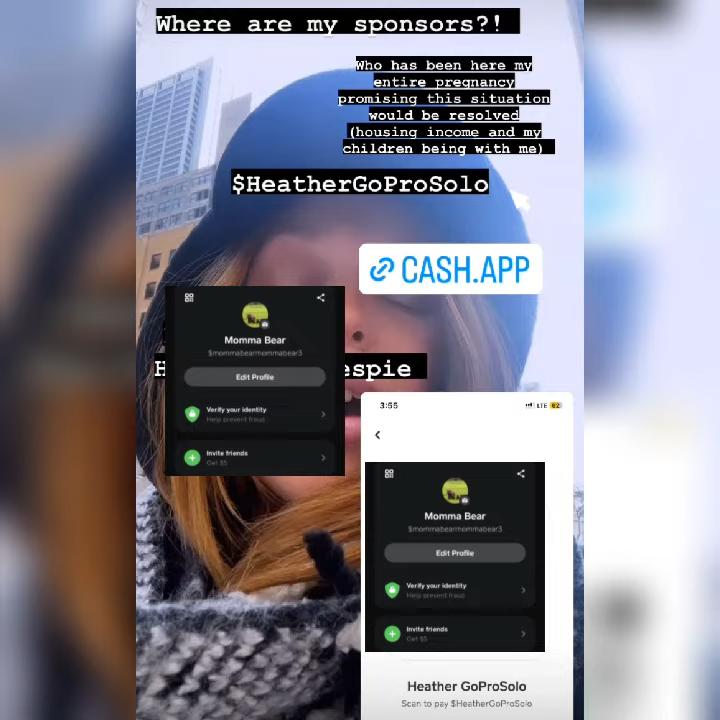 Where are my sponsors?!
Who has been here my
entire pregnancy
promising this situation
would be resolved
(housing income and my
children being with me)
$HeatherGoProSolo
CASH.APP
Momma Bear
$mommabearmommabear3
Edit Profile
Verify your identity
Help prevent fraud
Invite friends
Get $5
H espie
3:55
LTE 62
Momma Bear
$mommabearmommabear3
Edit Profile
Verify your identity
Help prevent fraud
Invite friends
Get $5
Heather GoProSolo
Scan to pay $HeatherGoProSolo